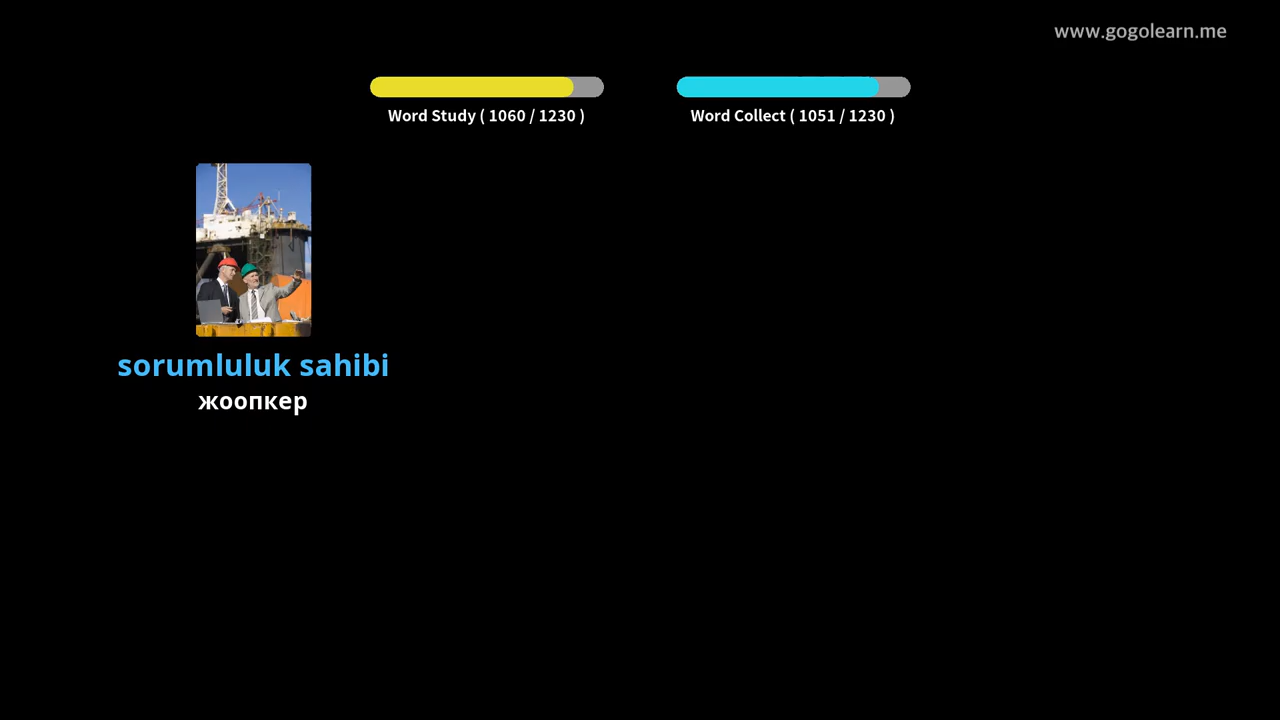 www.gogolearn.me
Word Study ( 1060 / 1230 )
Word Collect ( 1051 / 1230 )
sorumluluk sahibi
жоопкер